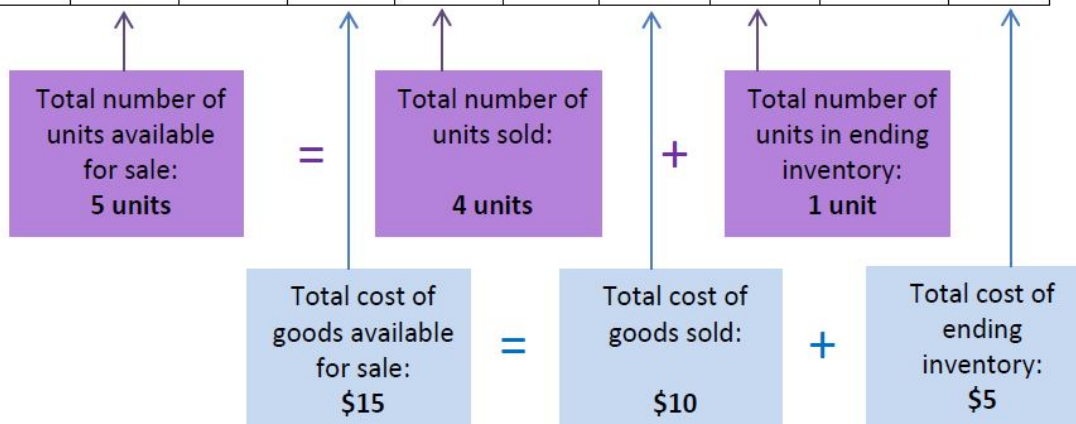 Total number of
units available
for sale:
5 units
=
Total number of
units sold:
4 units
+
Total number of
units in ending
inventory:
1 unit
Total cost of
goods available
for sale:
$15
=
Total cost of
goods sold:
$10
+
Total cost of
ending
inventory:
$5